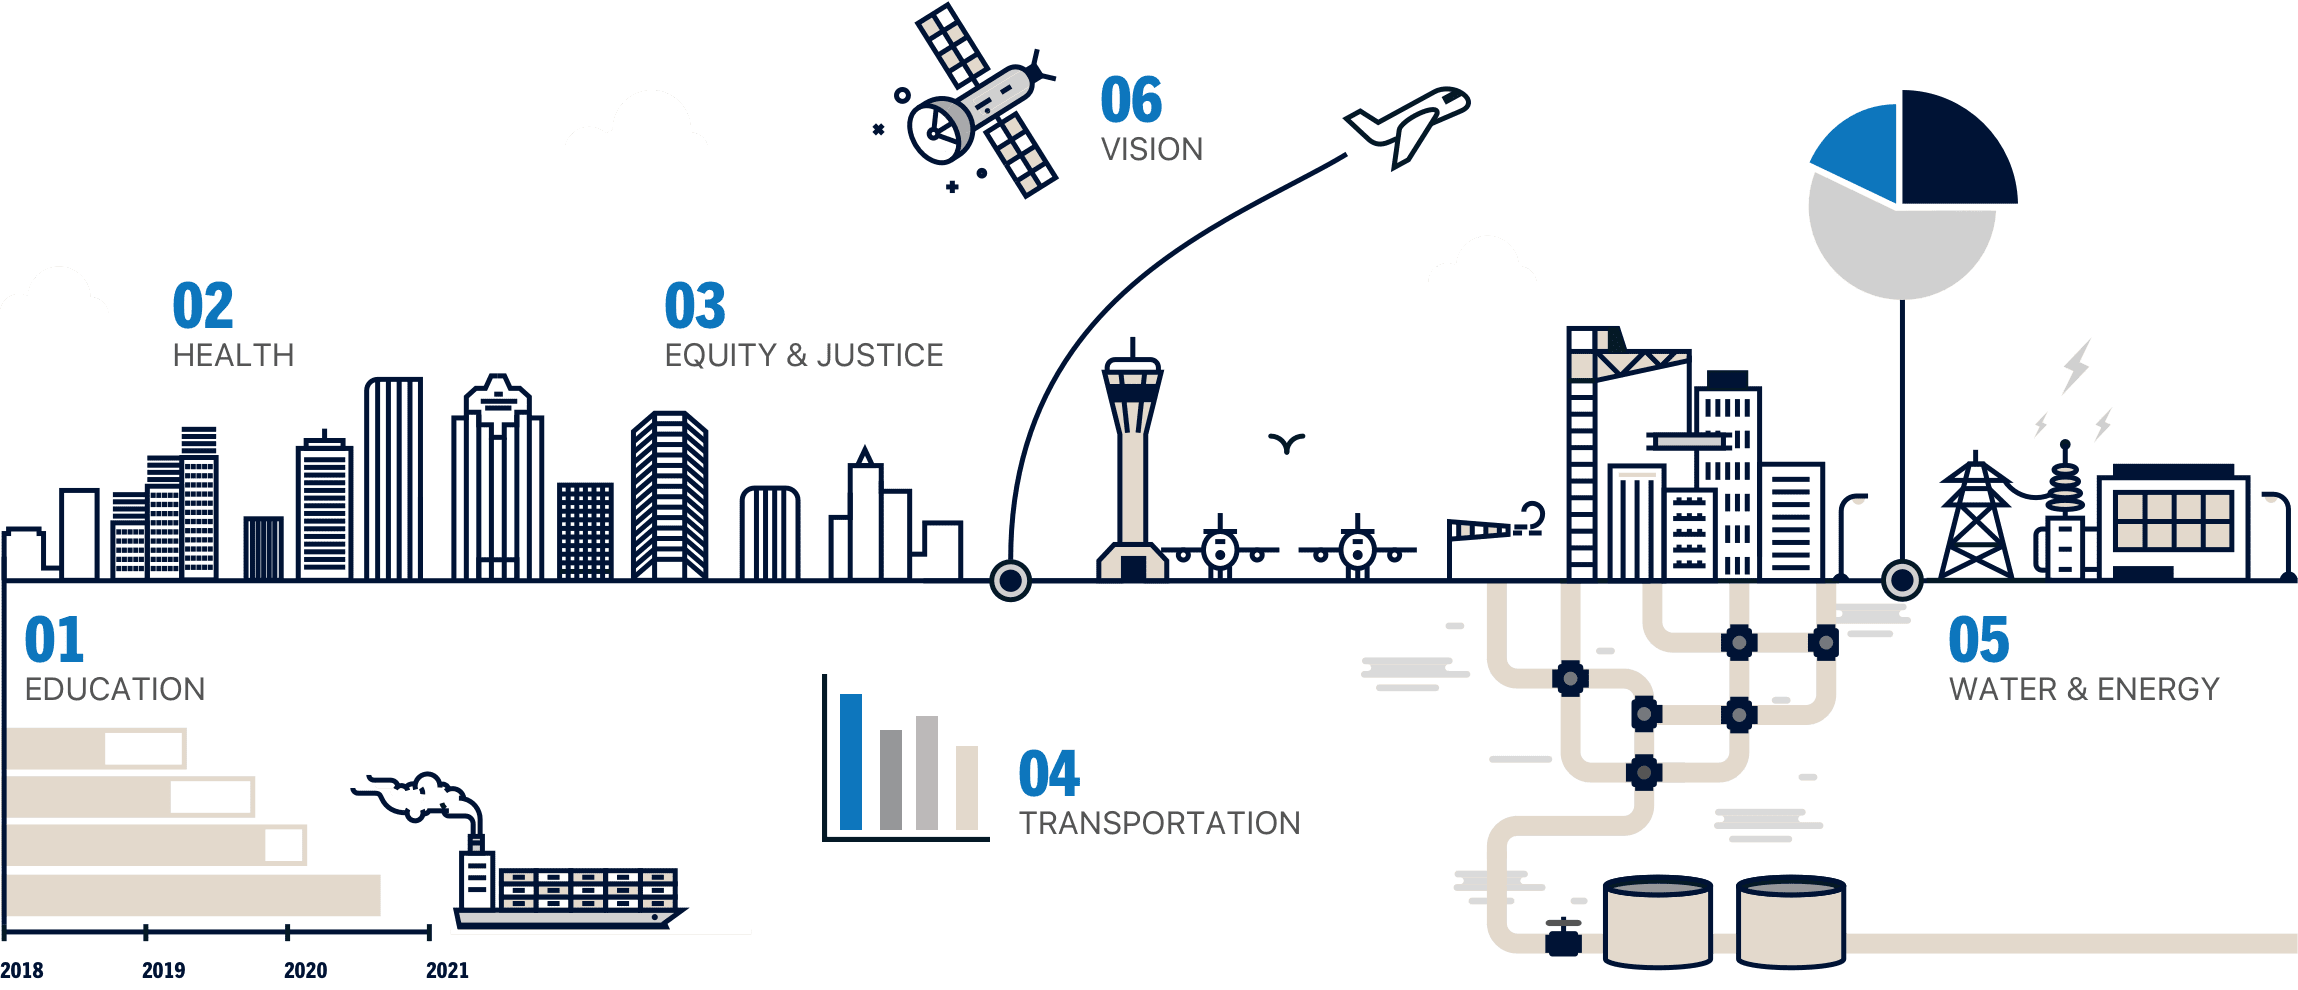 06
VISION
02
HEALTH
03
EQUITY & JUSTICE
01
EDUCATION
05
WATER & ENERGY
04
TRANSPORTATION
2018 2019 2020 2021